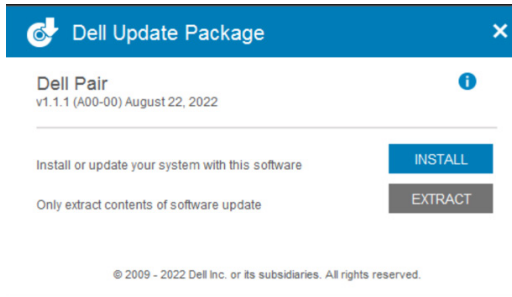 Dell Update Package
Dell Pair
v1.1.1 (A00-00) August 22, 2022
Install or update your system with this software
INSTALL
Only extract contents of software update
EXTRACT
© 2009 - 2022 Dell Inc. or its subsidiaries. All rights reserved.